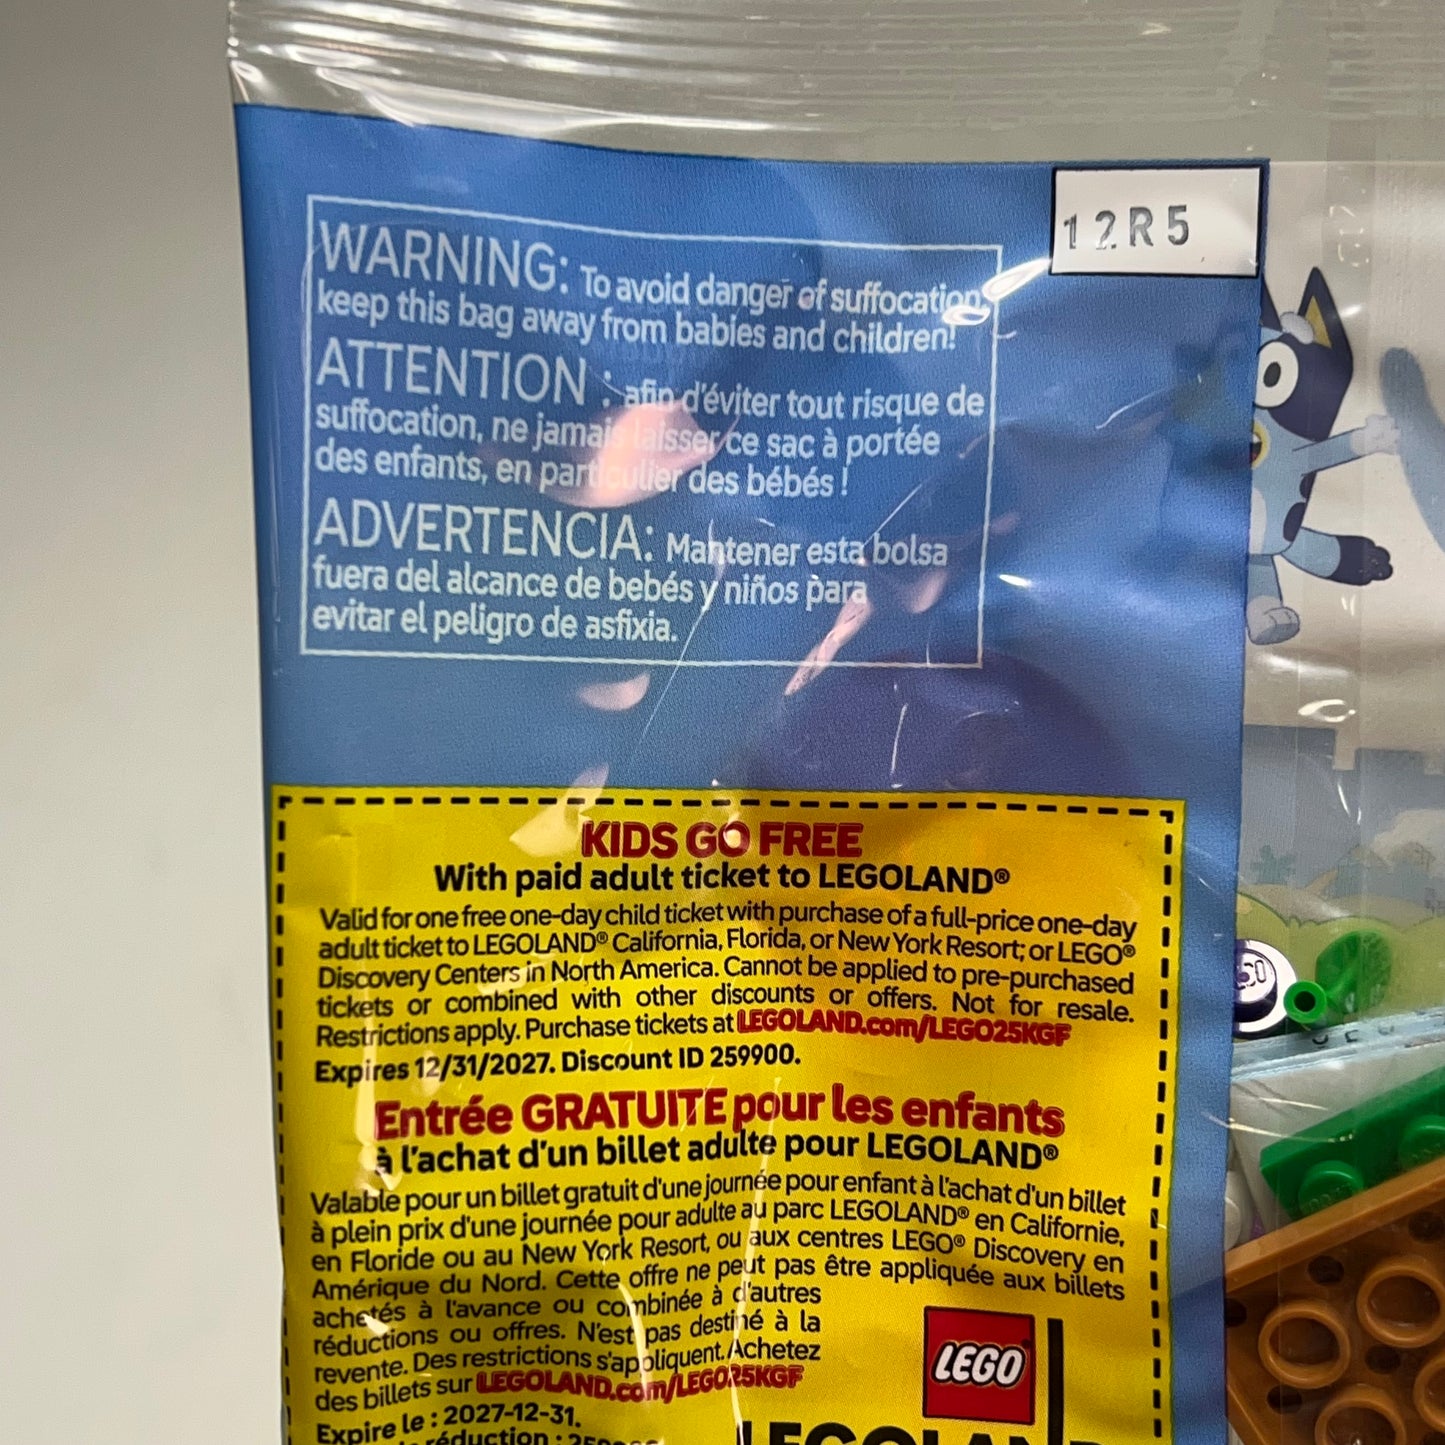 12R5
WARNING: To avoid danger of suffocation,
keep this bag away from babies and children!
ATTENTION : afin d'éviter tout risque de
suffocation, ne jamais laisser ce sac à portée
des enfants, en particulier des bébés !
ADVERTENCIA: Mantener esta bolsa
fuera del alcance de bebés y niños para
evitar el peligro de asfixia.
KIDS GO FREE
With paid adult ticket to LEGOLAND®
Valid for one free one-day child ticket with purchase of a full-price one-day
adult ticket to LEGOLAND® California, Florida, or New York Resort; or LEGO®
Discovery Centers in North America. Cannot be applied to pre-purchased
tickets or combined with other discounts or offers. Not for resale.
Restrictions apply. Purchase tickets at LEGOLAND.com/LEGO25KGF
Expires 12/31/2027. Discount ID 259900.
Entrée GRATUITE pour les enfants
à l'achat d'un billet adulte pour LEGOLAND®
Valable pour un billet gratuit d'une journée pour enfant à l'achat d'un billet
à plein prix d'une journée pour adulte au parc LEGOLAND® en Californie,
en Floride ou au New York Resort, ou aux centres LEGO® Discovery en
Amérique du Nord. Cette offre ne peut pas être appliquée aux billets
achetés à l'avance ou combinée à d'autres
réductions ou offres. N'est pas destiné à la
revente. Des restrictions s'appliquent. Achetez
des billets sur LEGOLAND.com/LEGO25KGF
Expire le : 2027-12-31.
réduction :
LEGO
LEGOLAND